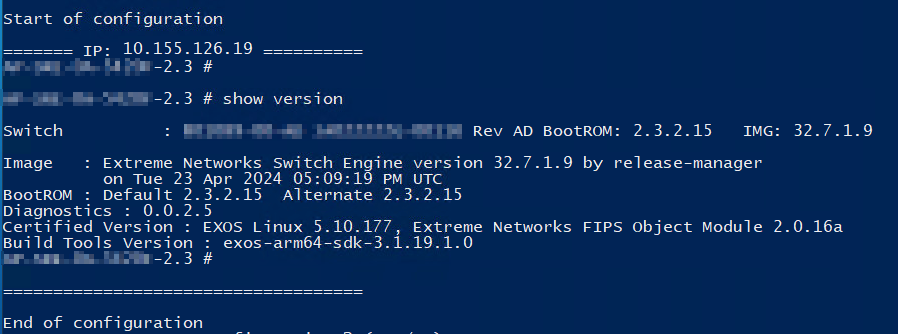 Start of configuration
======= IP: 10.155.126.19 ==========
-2.3 #
-2.3 # show version
Switch : Rev AD BootROM: 2.3.2.15 IMG: 32.7.1.9
Image : Extreme Networks Switch Engine version 32.7.1.9 by release-manager
on Tue 23 Apr 2024 05:09:19 PM UTC
BootROM : Default 2.3.2.15 Alternate 2.3.2.15
Diagnostics : 0.0.2.5
Certified Version : EXOS Linux 5.10.177, Extreme Networks FIPS Object Module 2.0.16a
Build Tools Version : exos-arm64-sdk-3.1.19.1.0
-2.3 #
====================================
End of configuration